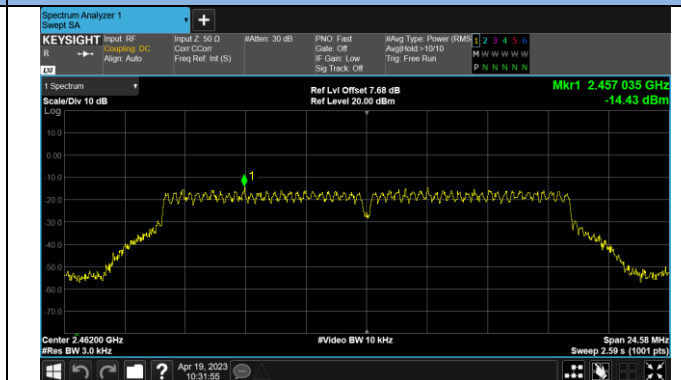 Spectrum Analyzer 1
Swept SA
+
KEYSIGHT Input: RF Input Z: 50 Ω #Atten: 30 dB PNO: Fast #Avg Type: Power (RMS 1 2 3 4 5 6
R Coupling: DC Corr CCorr Gate: Off Avg|Hold:>10/10 M W W W W W
Align: Auto Freq Ref: Int (S) IF Gain: Low Trig: Free Run
LXI Sig Track: Off P N N N N N
1 Spectrum Ref Lvl Offset 7.68 dB Mkr1 2.457 035 GHz
Scale/Div 10 dB Ref Level 20.00 dBm -14.43 dBm
Log
10.0
1
0.00
-10.0
-20.0
-30.0
-40.0
-50.0
-60.0
-70.0
Center 2.46200 GHz #Video BW 10 kHz Span 24.58 MHz
#Res BW 3.0 kHz Sweep 2.59 s (1001 pts)
? Apr 19, 2023
10:31:55